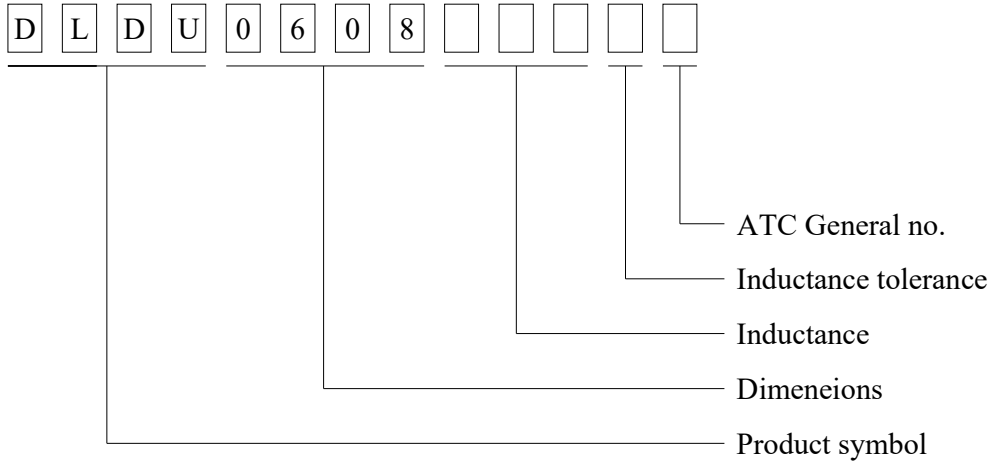 D L D U 0 6 0 8
ATC General no.
Inductance tolerance
Inductance
Dimeneions
Product symbol